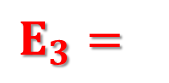 E₃ =